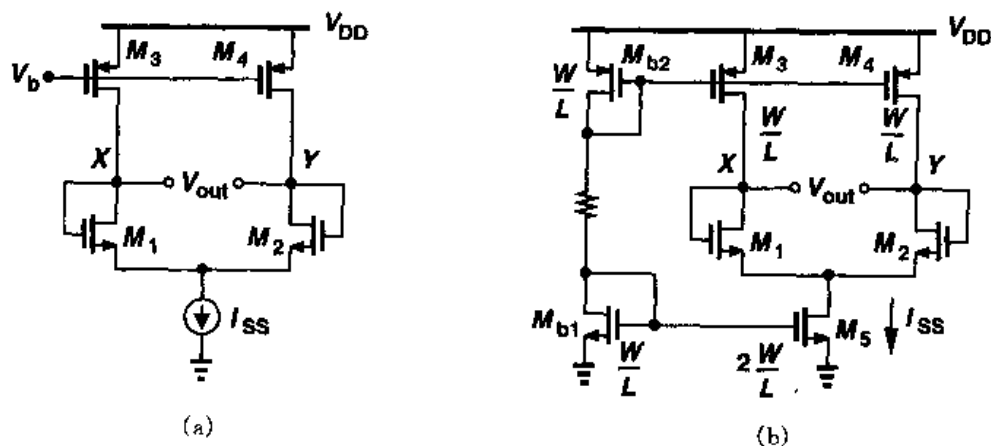 V_DD
M_3
M_4
V_b
X
Y
V_out
M_1
M_2
I_SS
(a)
V_DD
M_b2
M_3
M_4
W/L
W/L
W/L
X
Y
V_out
M_1
M_2
M_b1
M_5
I_SS
W/L
2 W/L
(b)